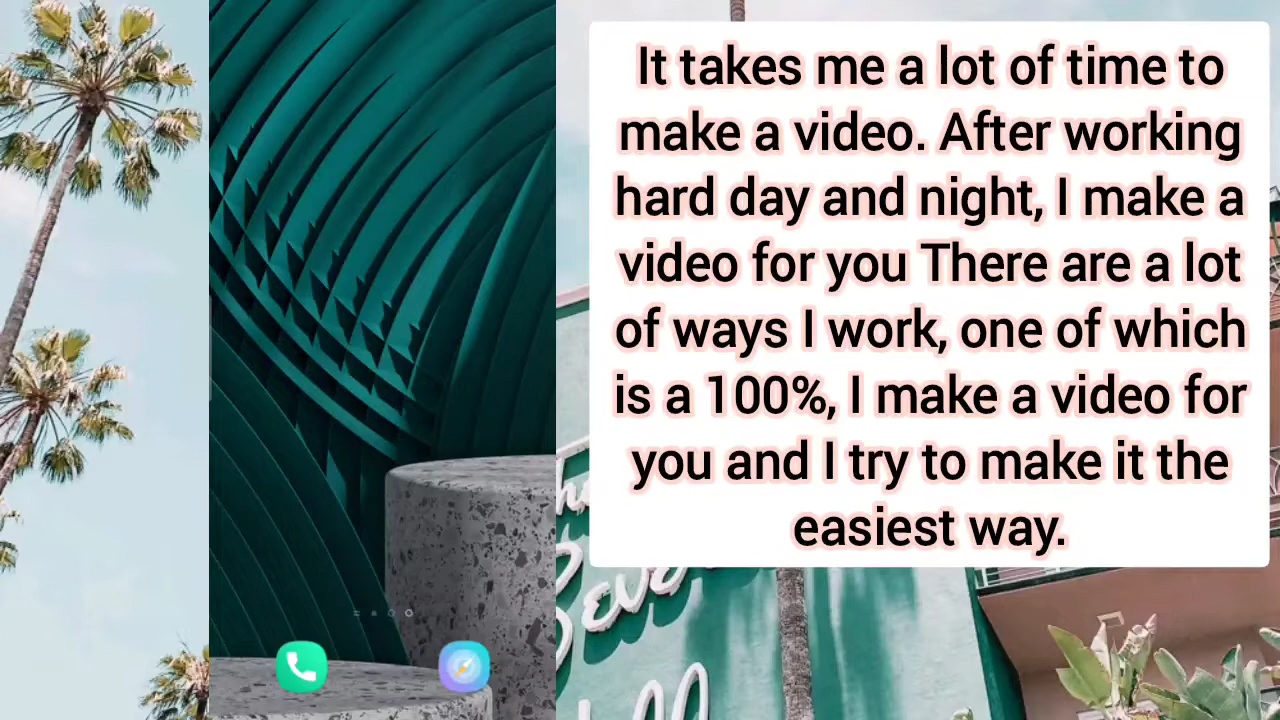 It takes me a lot of time to
make a video. After working
hard day and night, I make a
video for you There are a lot
of ways I work, one of which
is a 100%, I make a video for
you and I try to make it the
easiest way.